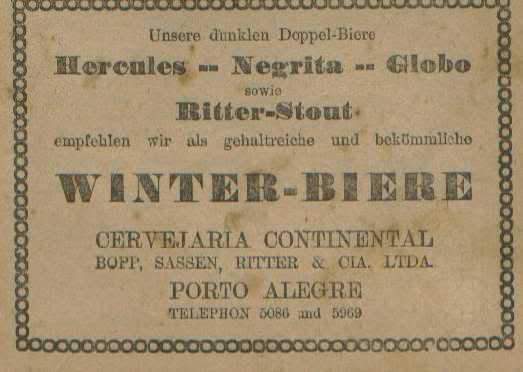 Unsere dunklen Doppel-Biere
Hercules -- Negrita -- Globo
sowie
Ritter-Stout
empfehlen wir als gehaltreiche und bekömmliche
WINTER-BIERE
CERVEJARIA CONTINENTAL
BOPP, SASSEN, RITTER & CIA. LTDA.
PORTO ALEGRE
TELEPHON 5086 und 5969